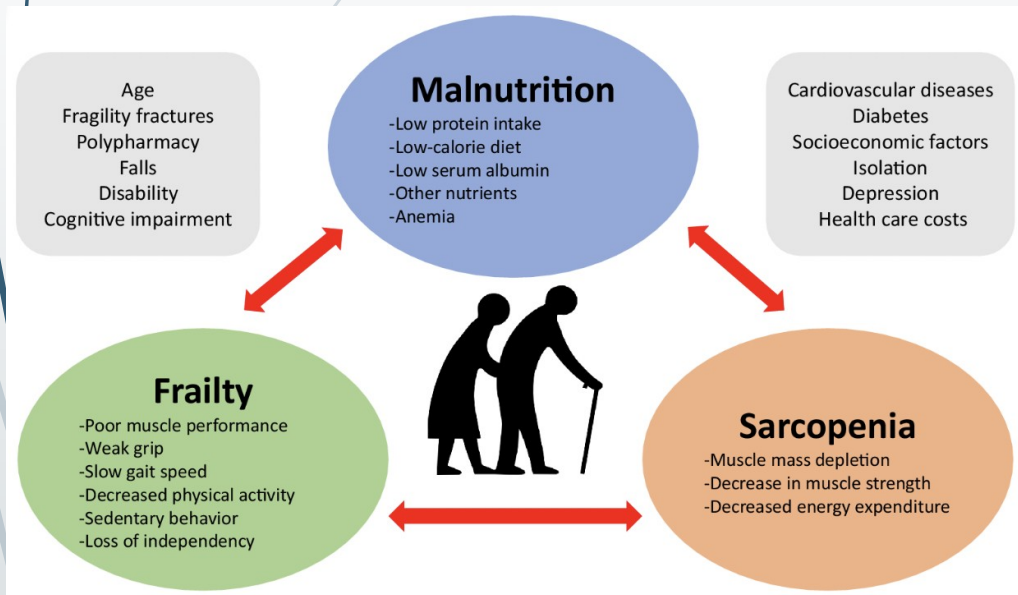 Age
Fragility fractures
Polypharmacy
Falls
Disability
Cognitive impairment
Malnutrition
-Low protein intake
-Low-calorie diet
-Low serum albumin
-Other nutrients
-Anemia
Cardiovascular diseases
Diabetes
Socioeconomic factors
Isolation
Depression
Health care costs
Frailty
-Poor muscle performance
-Weak grip
-Slow gait speed
-Decreased physical activity
-Sedentary behavior
-Loss of independency
Sarcopenia
-Muscle mass depletion
-Decrease in muscle strength
-Decreased energy expenditure